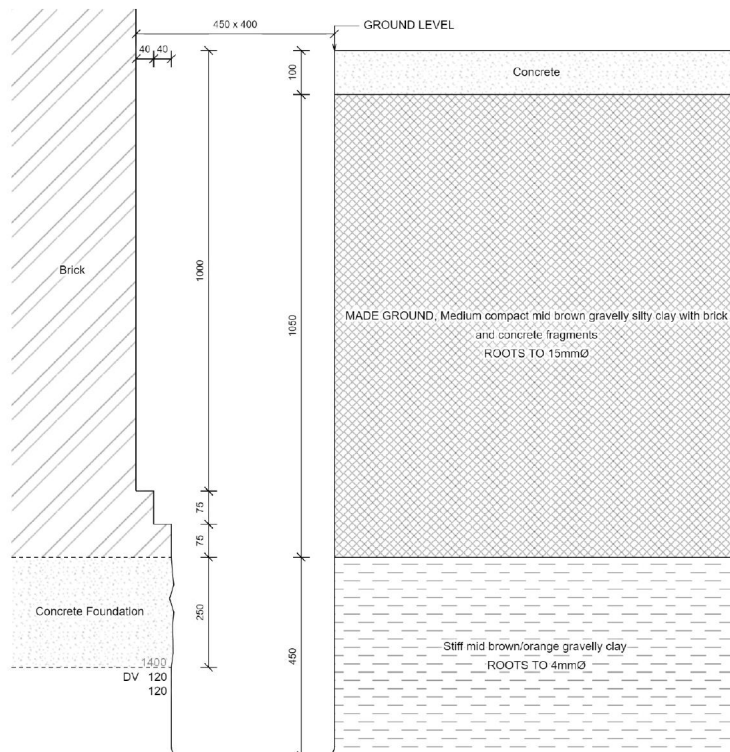 450 x 400
GROUND LEVEL
40 40
100
Concrete
Brick
1000
1050
MADE GROUND, Medium compact mid brown gravelly silty clay with brick
and concrete fragments
ROOTS TO 15mmØ
75
75
Concrete Foundation
250
450
Stiff mid brown/orange gravelly clay
ROOTS TO 4mmØ
1400
DV 120
120